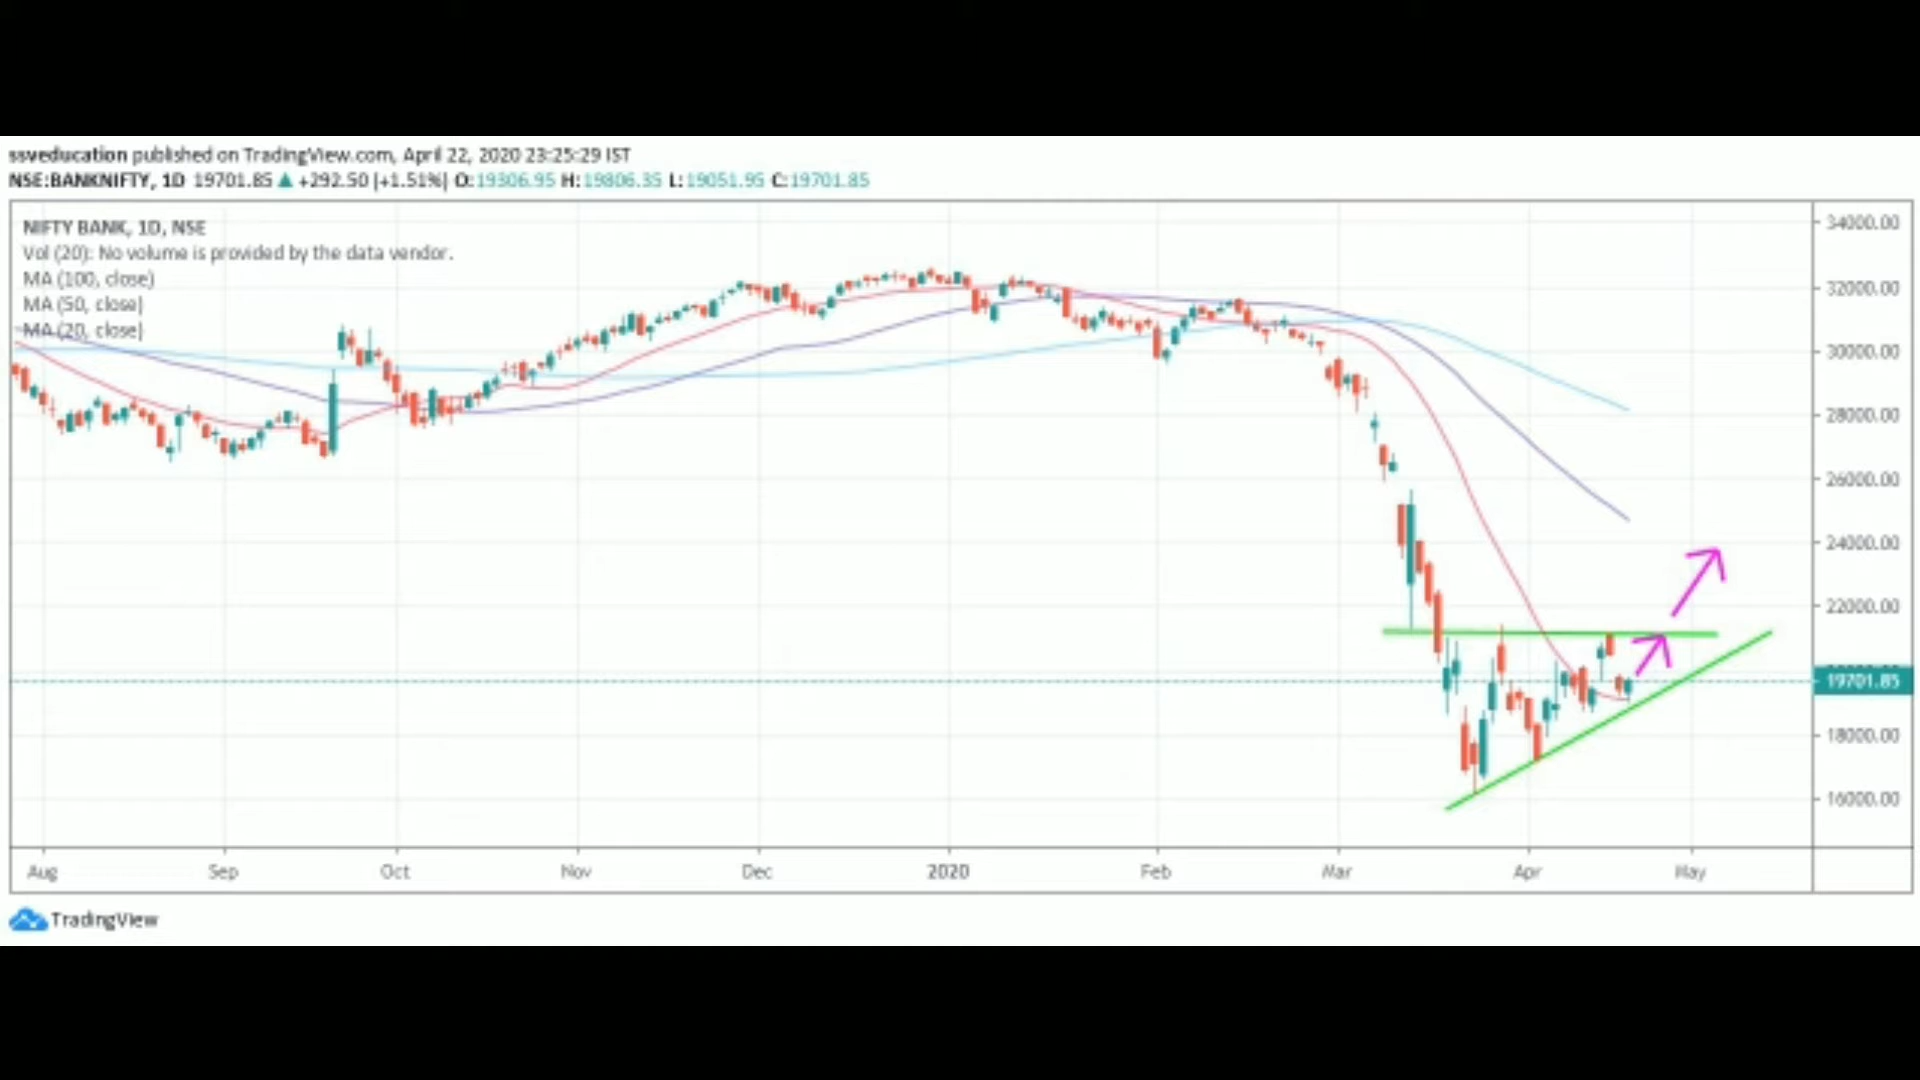 ssveducation published on TradingView.com, April 22, 2020 23:25:29 IST
NSE:BANKNIFTY, 1D 19701.85 ▲ +292.50 (+1.51%) O:19306.95 H:19806.35 L:19051.95 C:19701.85
NIFTY BANK, 1D, NSE
Vol (20): No volume is provided by the data vendor.
MA (100, close)
MA (50, close)
MA (20, close)
34000.00
32000.00
30000.00
28000.00
26000.00
24000.00
22000.00
19701.85
18000.00
16000.00
Aug Sep Oct Nov Dec 2020 Feb Mar Apr May
TradingView